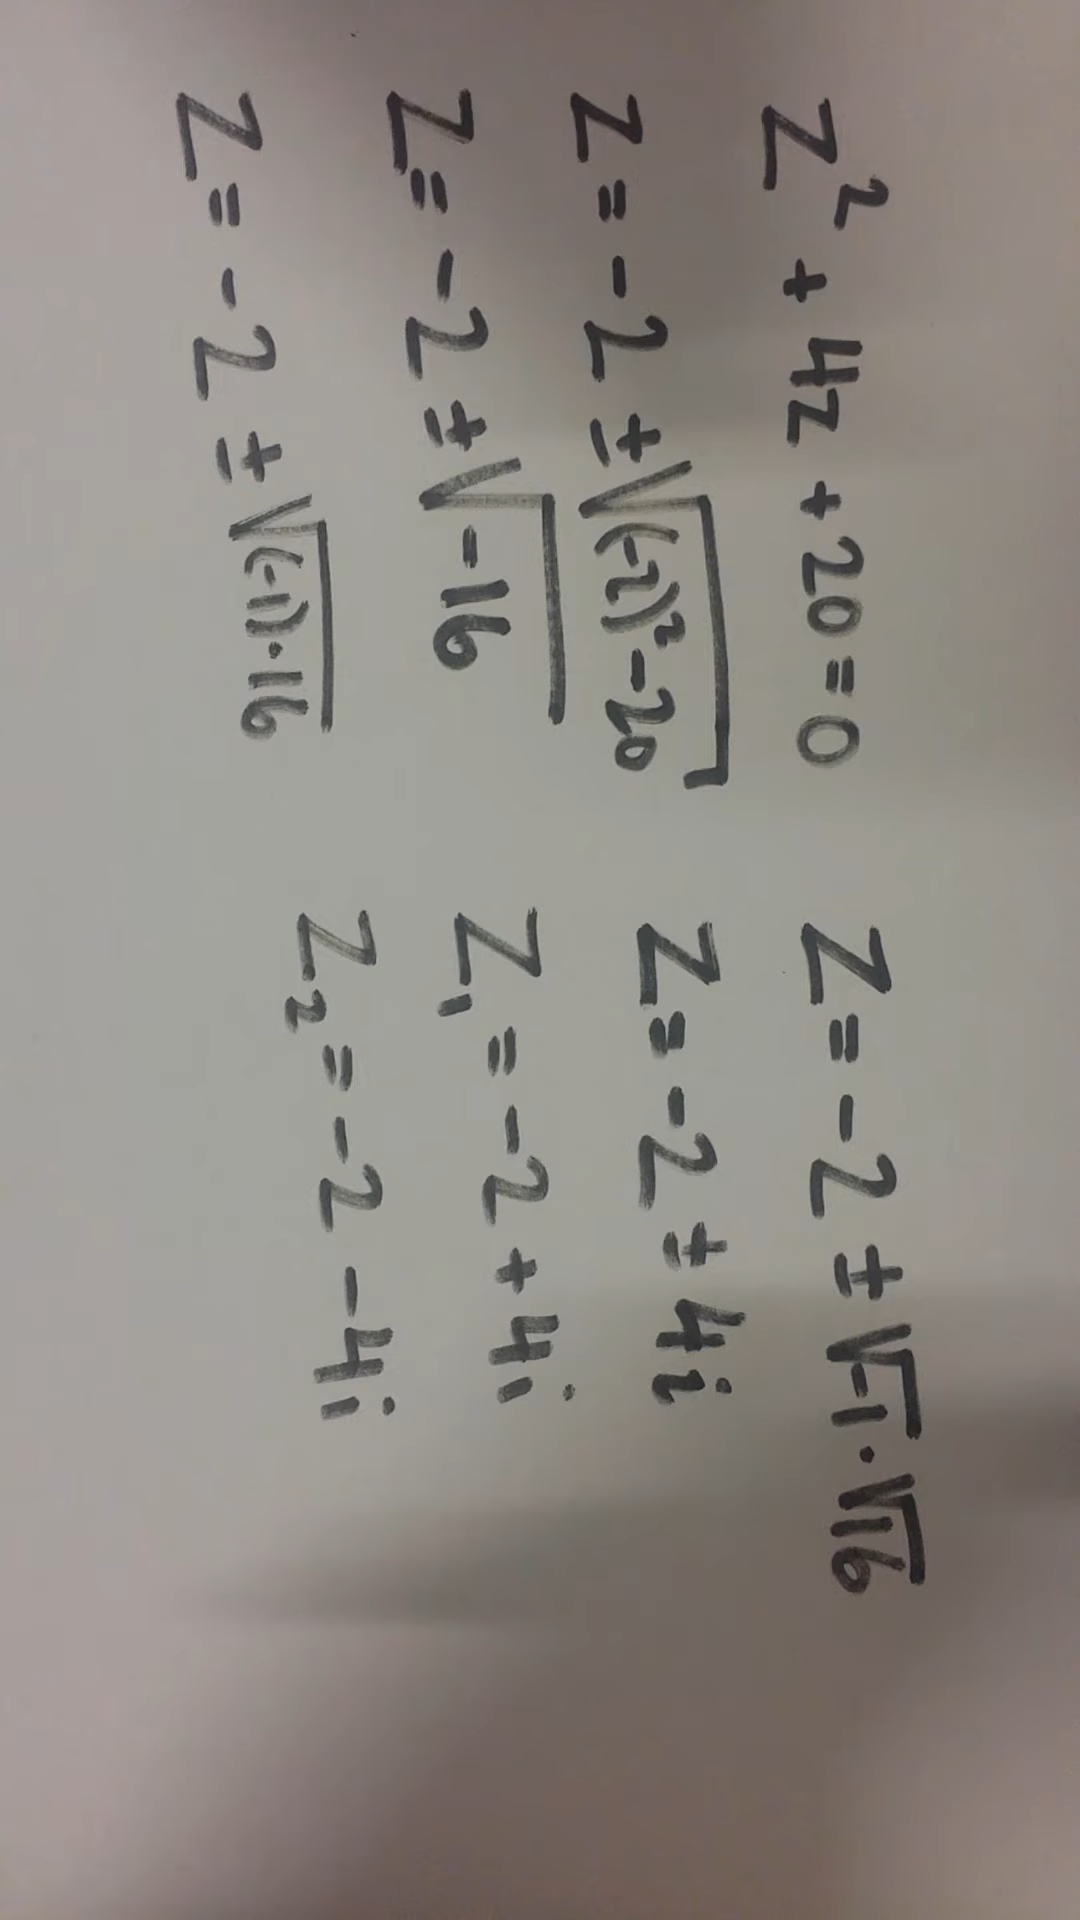 Z² + 4z + 20 = 0
Z = -2 ± √((-2)² - 20)
Z = -2 ± √(-16)
Z = -2 ± √((-1)·16)
Z = -2 ± √-1 · √16
Z = -2 ± 4i
Z₁ = -2 + 4i
Z₂ = -2 - 4i